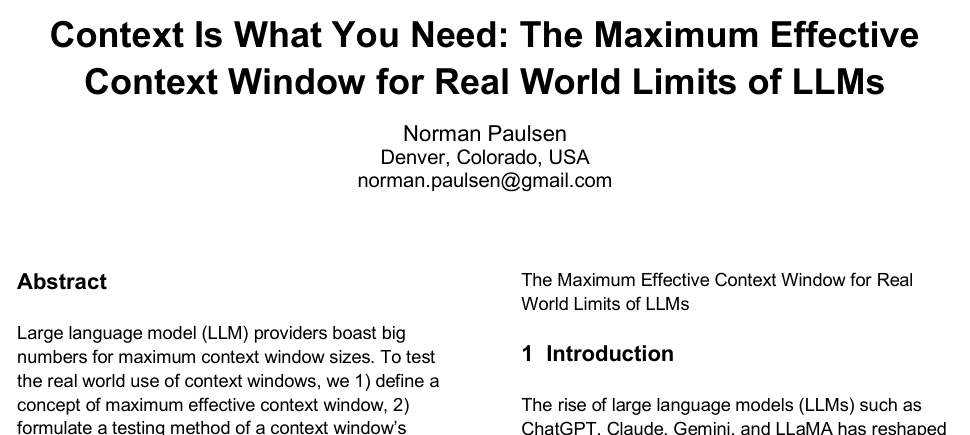 Context Is What You Need: The Maximum Effective
Context Window for Real World Limits of LLMs
Norman Paulsen
Denver, Colorado, USA
norman.paulsen@gmail.com
Abstract
Large language model (LLM) providers boast big
numbers for maximum context window sizes. To test
the real world use of context windows, we 1) define a
concept of maximum effective context window, 2)
formulate a testing method of a context window's
The Maximum Effective Context Window for Real
World Limits of LLMs
1 Introduction
The rise of large language models (LLMs) such as
ChatGPT, Claude, Gemini, and LLaMA has reshaped